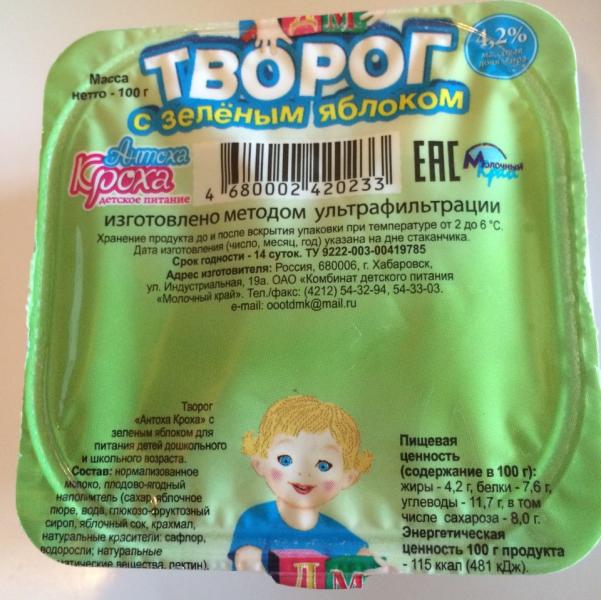 ТВОРОГ
с зелёным яблоком
4,2%
массовая
доля жира
Масса
нетто - 100 г
Антоха
Кроха
детское питание
4 680002 420233
ЕАС
Молочный
Край
изготовлено методом ультрафильтрации
Хранение продукта до и после вскрытия упаковки при температуре от 2 до 6 °С.
Дата изготовления (число, месяц, год) указана на дне стаканчика.
Срок годности - 14 суток. ТУ 9222-003-00419785
Адрес изготовителя: Россия, 680006, г. Хабаровск,
ул. Индустриальная, 19а. ОАО «Комбинат детского питания
«Молочный край». Тел./факс: (4212) 54-32-94, 54-33-03.
e-mail: oootdmk@mail.ru
Творог
«Антоха Кроха» с
зеленым яблоком для
питания детей дошкольного
и школьного возраста.
Состав: нормализованное
молоко, плодово-ягодный
наполнитель (сахар, яблочное
пюре, вода, глюкозо-фруктозный
сироп, яблочный сок, крахмал,
натуральные красители: сафлор,
водоросли; натуральные
вещества, пектин).
Пищевая
ценность
(содержание в 100 г):
жиры - 4,2 г, белки - 7,6 г,
углеводы - 11,7 г, в том
числе сахароза - 8,0 г.
Энергетическая
ценность 100 г продукта
- 115 ккал (481 кДж).
Д М